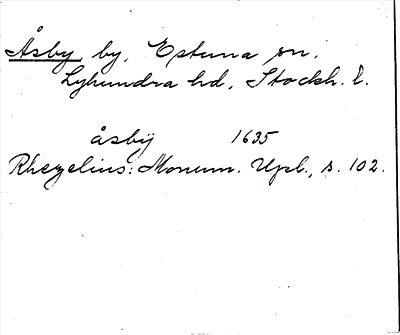 Åsby, by, Estuna sn.
Lyhundra hd, Stockh. l.
åsbÿ 1635
Rhezelius: Monum. Upl., s. 102.